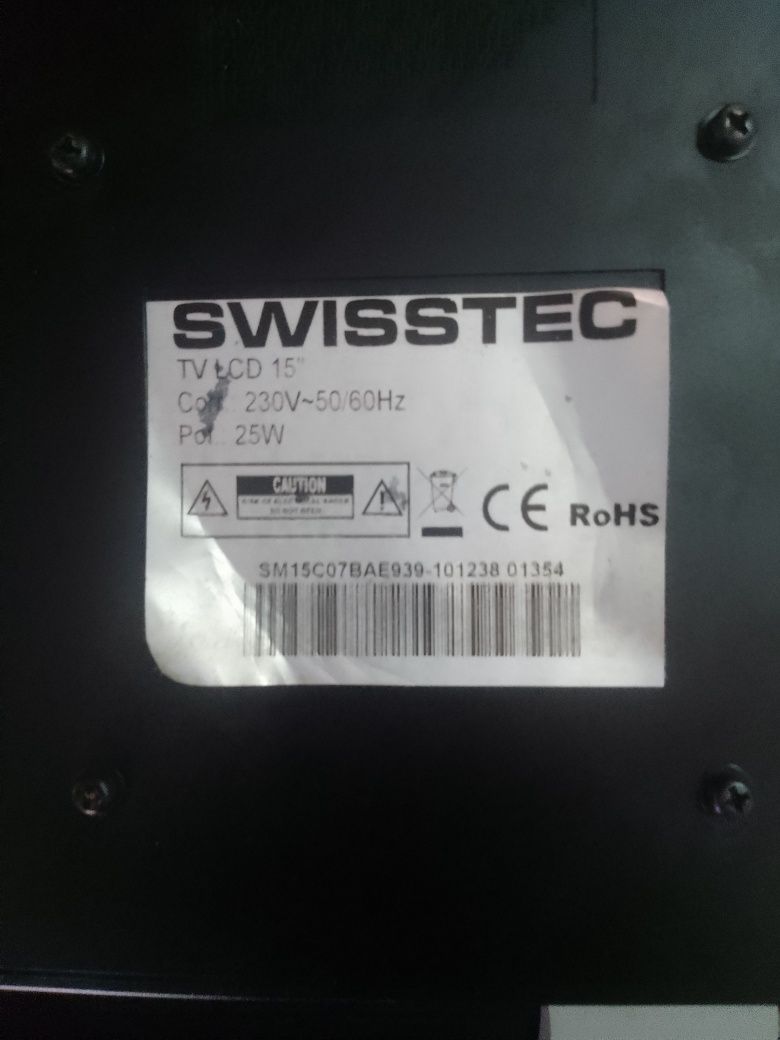 SWISSTEC
TV LCD 15"
230V~50/60Hz
25W
CAUTION
CE RoHS
SM15C07BAE939-101238 01354